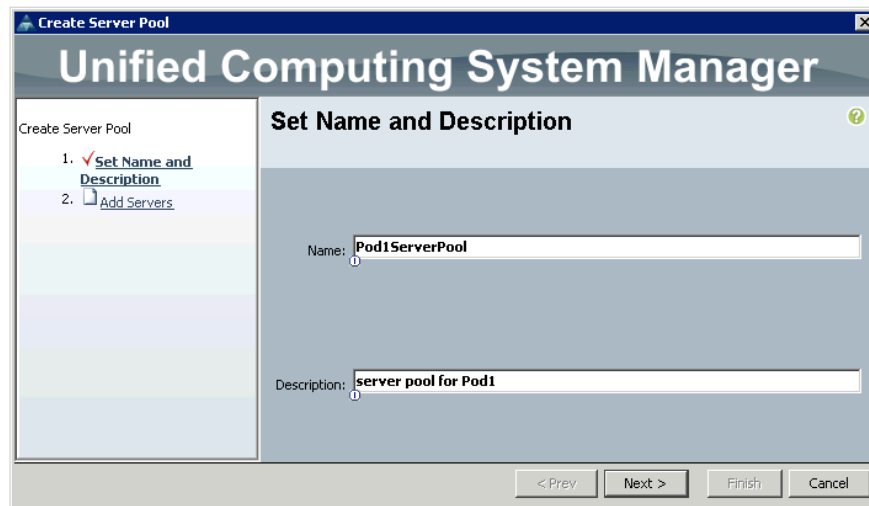 Create Server Pool
Unified Computing System Manager
Create Server Pool
1. Set Name and
Description
2. Add Servers
Set Name and Description
Name: Pod1ServerPool
Description: server pool for Pod1
< Prev
Next >
Finish
Cancel